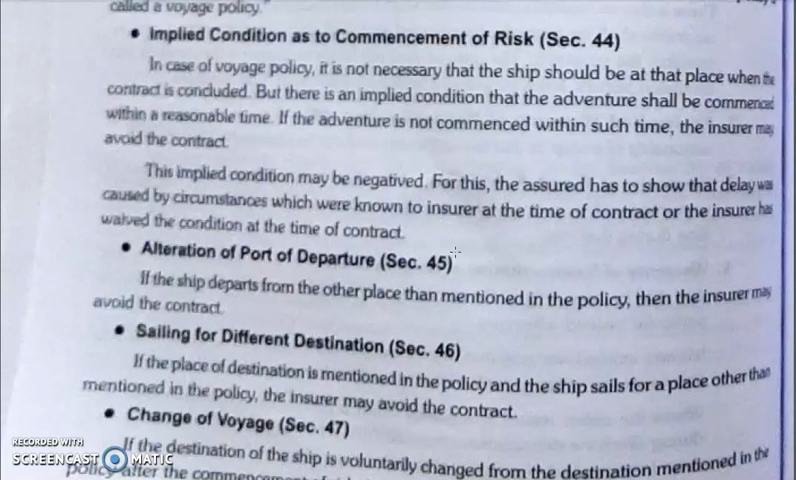 called a voyage policy."
• Implied Condition as to Commencement of Risk (Sec. 44)
In case of voyage policy, it is not necessary that the ship should be at that place when the
contract is concluded. But there is an implied condition that the adventure shall be commenced
within a reasonable time. If the adventure is not commenced within such time, the insurer may
avoid the contract.
This implied condition may be negatived. For this, the assured has to show that delay was
caused by circumstances which were known to insurer at the time of contract or the insurer has
waived the condition at the time of contract.
• Alteration of Port of Departure (Sec. 45)
If the ship departs from the other place than mentioned in the policy, then the insurer may
avoid the contract.
• Sailing for Different Destination (Sec. 46)
If the place of destination is mentioned in the policy and the ship sails for a place other than
mentioned in the policy, the insurer may avoid the contract.
• Change of Voyage (Sec. 47)
If the destination of the ship is voluntarily changed from the destination mentioned in the
policy after the
RECORDED WITH
SCREENCAST MATIC